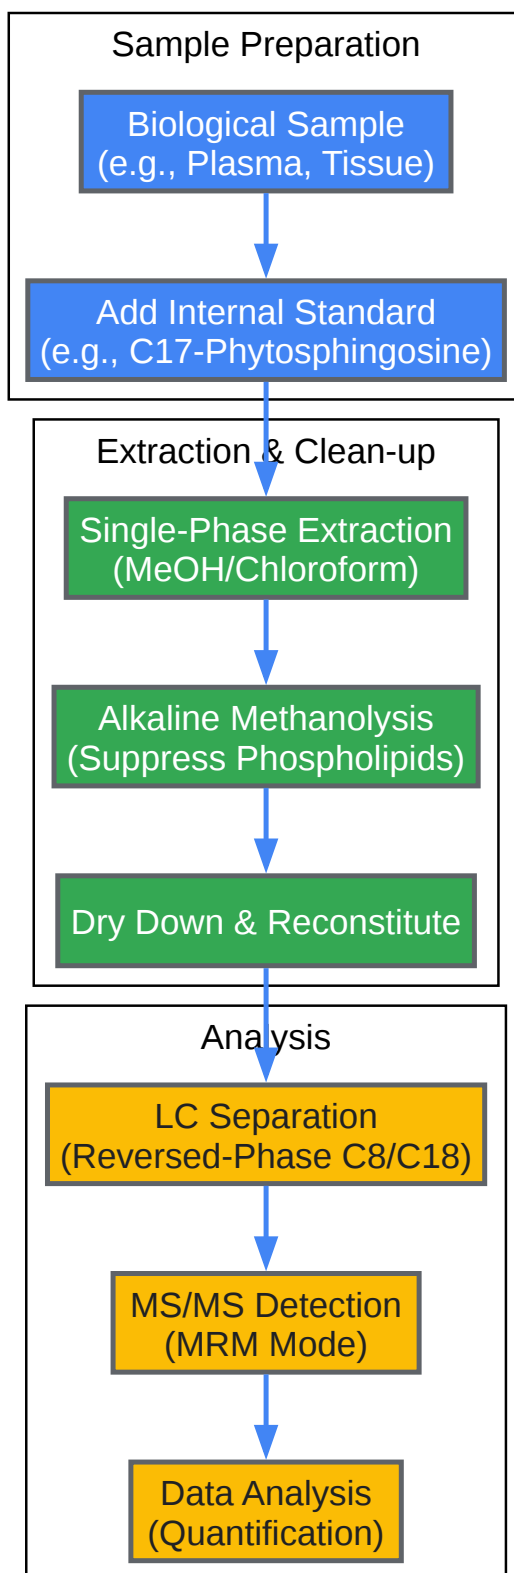 Sample Preparation
Biological Sample
(e.g., Plasma, Tissue)
Add Internal Standard
(e.g., C17-Phytosphingosine)
Extraction & Clean-up
Single-Phase Extraction
(MeOH/Chloroform)
Alkaline Methanolysis
(Suppress Phospholipids)
Dry Down & Reconstitute
Analysis
LC Separation
(Reversed-Phase C8/C18)
MS/MS Detection
(MRM Mode)
Data Analysis
(Quantification)